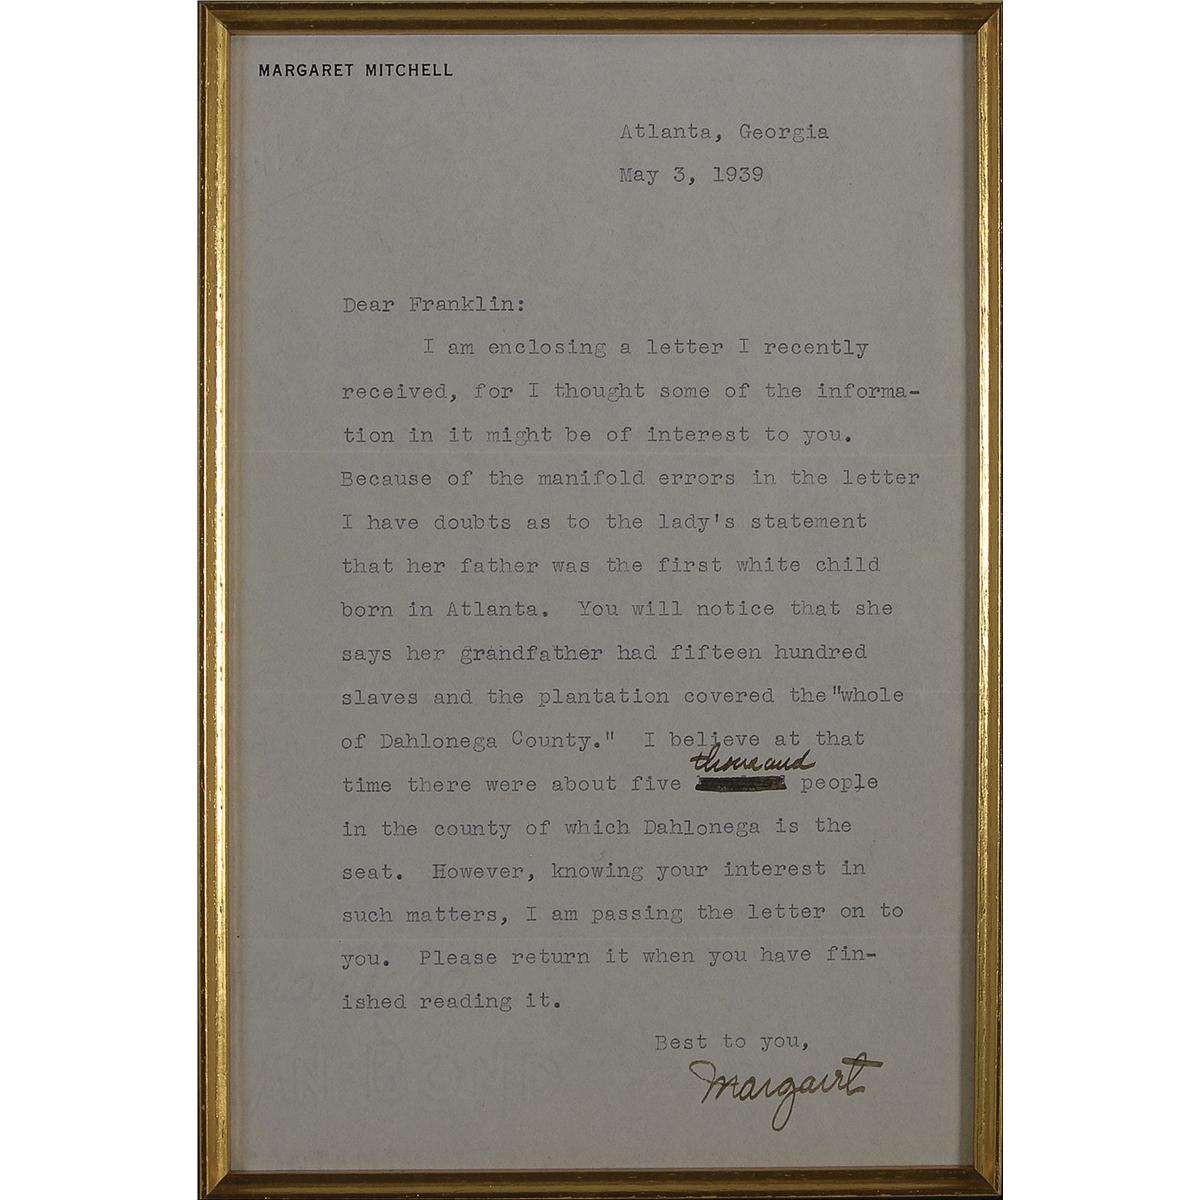 MARGARET MITCHELL
Atlanta, Georgia
May 3, 1939
Dear Franklin:
I am enclosing a letter I recently
received, for I thought some of the informa-
tion in it might be of interest to you.
Because of the manifold errors in the letter
I have doubts as to the lady's statement
that her father was the first white child
born in Atlanta. You will notice that she
says her grandfather had fifteen hundred
slaves and the plantation covered the "whole
of Dahlonega County." I believe at that
thousand
time there were about five people
in the county of which Dahlonega is the
seat. However, knowing your interest in
such matters, I am passing the letter on to
you. Please return it when you have fin-
ished reading it.
Best to you,
Margaret